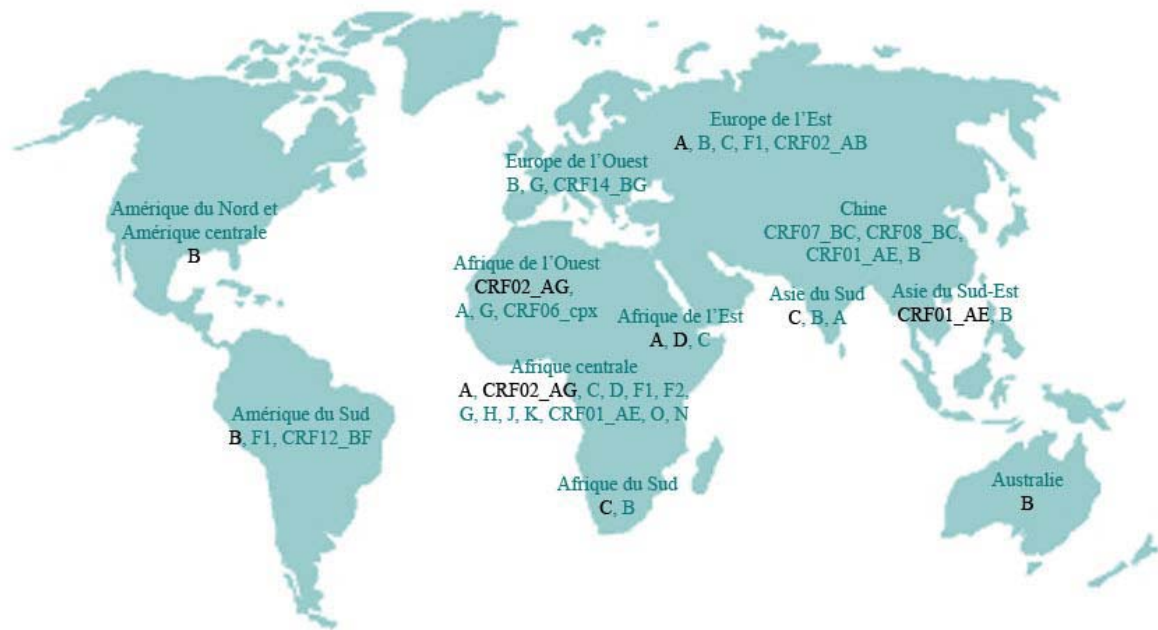 Europe de l’Est
A, B, C, F1, CRF02_AB
Europe de l’Ouest
B, G, CRF14_BG
Amérique du Nord et
Amérique centrale
B
Chine
CRF07_BC, CRF08_BC,
CRF01_AE, B
Afrique de l’Ouest
CRF02_AG,
A, G, CRF06_cpx
Asie du Sud
C, B, A
Asie du Sud-Est
CRF01_AE, B
Afrique de l’Est
A, D, C
Afrique centrale
A, CRF02_AG, C, D, F1, F2,
G, H, J, K, CRF01_AE, O, N
Amérique du Sud
B, F1, CRF12_BF
Afrique du Sud
C, B
Australie
B